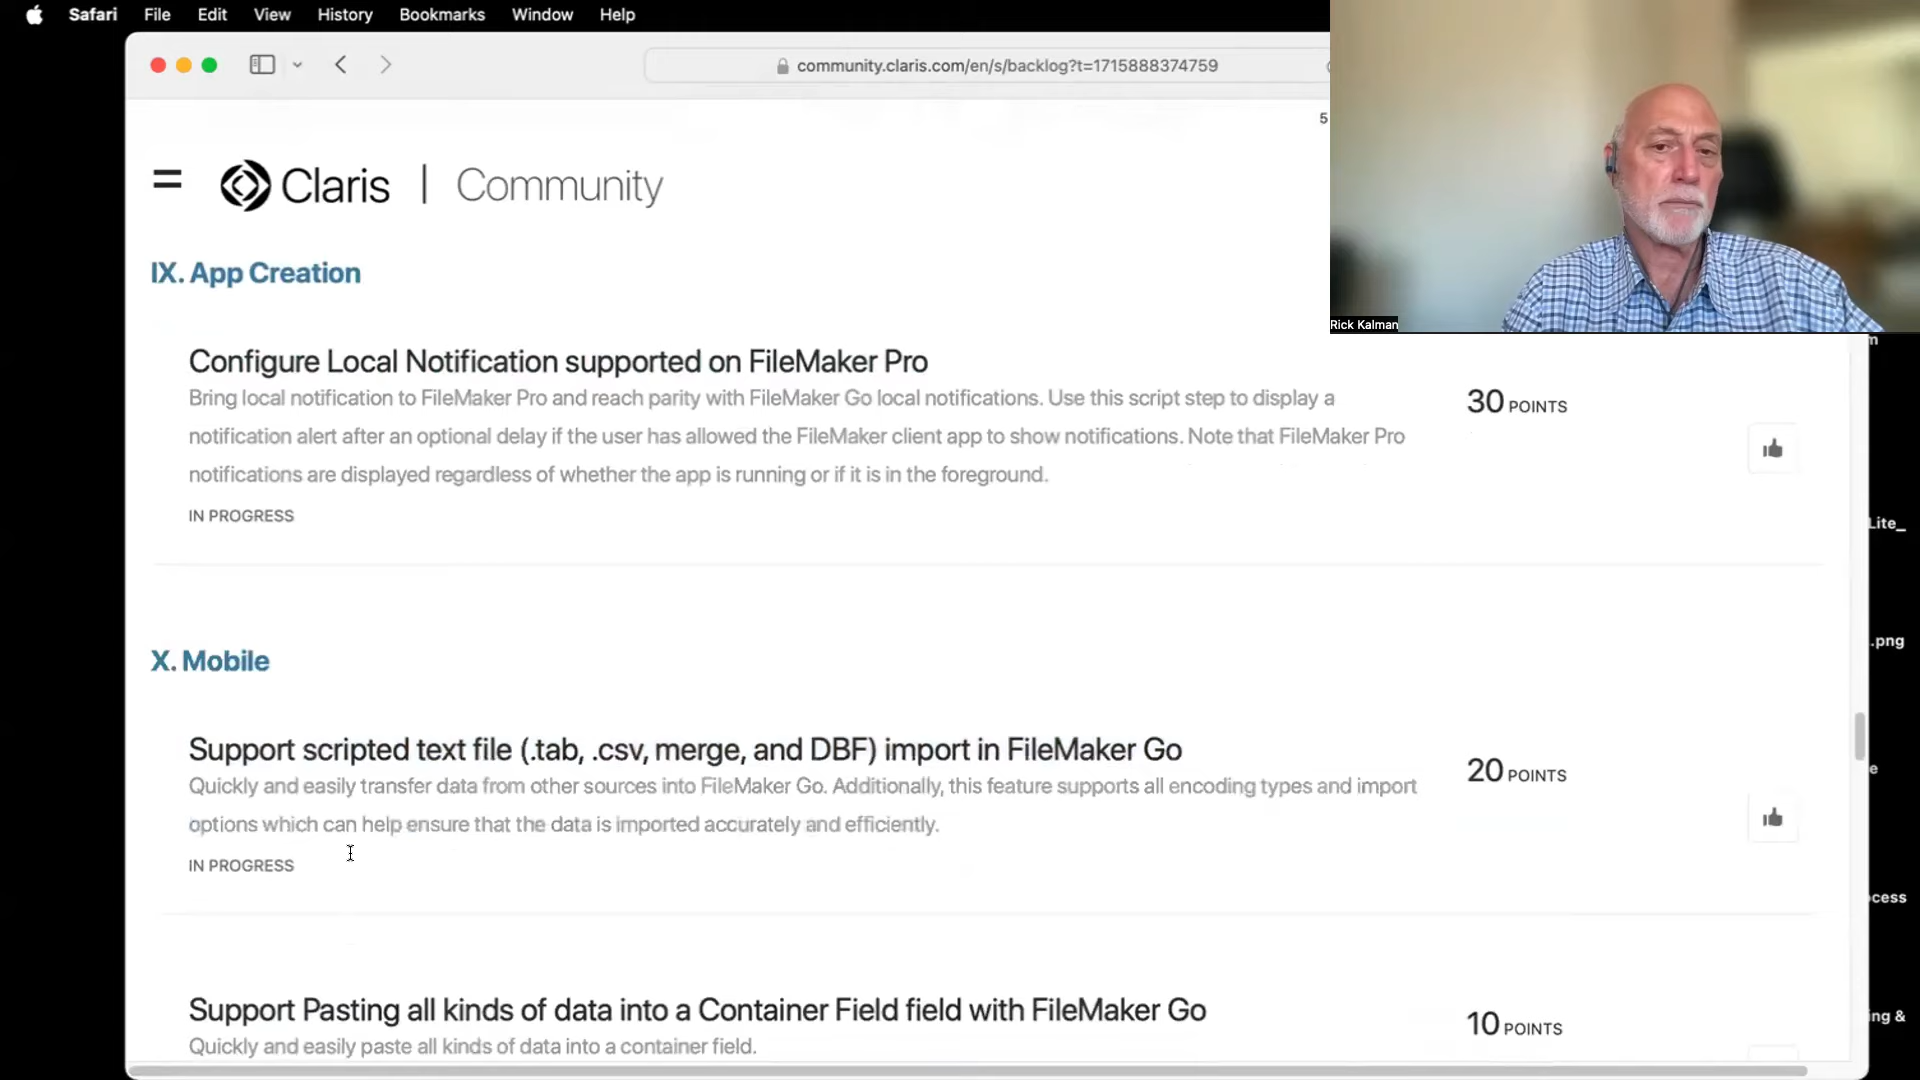 Safari File Edit View History Bookmarks Window Help
community.claris.com/en/s/backlog?t=1715888374759
5
Claris | Community
Rick Kalman
IX. App Creation
Configure Local Notification supported on FileMaker Pro
Bring local notification to FileMaker Pro and reach parity with FileMaker Go local notifications. Use this script step to display a
notification alert after an optional delay if the user has allowed the FileMaker client app to show notifications. Note that FileMaker Pro
notifications are displayed regardless of whether the app is running or if it is in the foreground.
IN PROGRESS
30 POINTS
Lite_
X. Mobile
.png
Support scripted text file (.tab, .csv, merge, and DBF) import in FileMaker Go
Quickly and easily transfer data from other sources into FileMaker Go. Additionally, this feature supports all encoding types and import
options which can help ensure that the data is imported accurately and efficiently.
IN PROGRESS
20 POINTS
e
cess
Support Pasting all kinds of data into a Container Field field with FileMaker Go
Quickly and easily paste all kinds of data into a container field.
10 POINTS
ing &